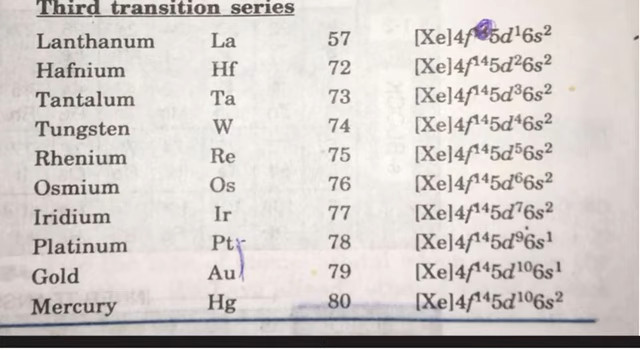 Third transition series
Lanthanum La 57 [Xe]4f 5d¹6s²
Hafnium Hf 72 [Xe]4f¹⁴5d²6s²
Tantalum Ta 73 [Xe]4f¹⁴5d³6s²
Tungsten W 74 [Xe]4f¹⁴5d⁴6s²
Rhenium Re 75 [Xe]4f¹⁴5d⁵6s²
Osmium Os 76 [Xe]4f¹⁴5d⁶6s²
Iridium Ir 77 [Xe]4f¹⁴5d⁷6s²
Platinum Pt 78 [Xe]4f¹⁴5d⁹6s¹
Gold Au 79 [Xe]4f¹⁴5d¹⁰6s¹
Mercury Hg 80 [Xe]4f¹⁴5d¹⁰6s²